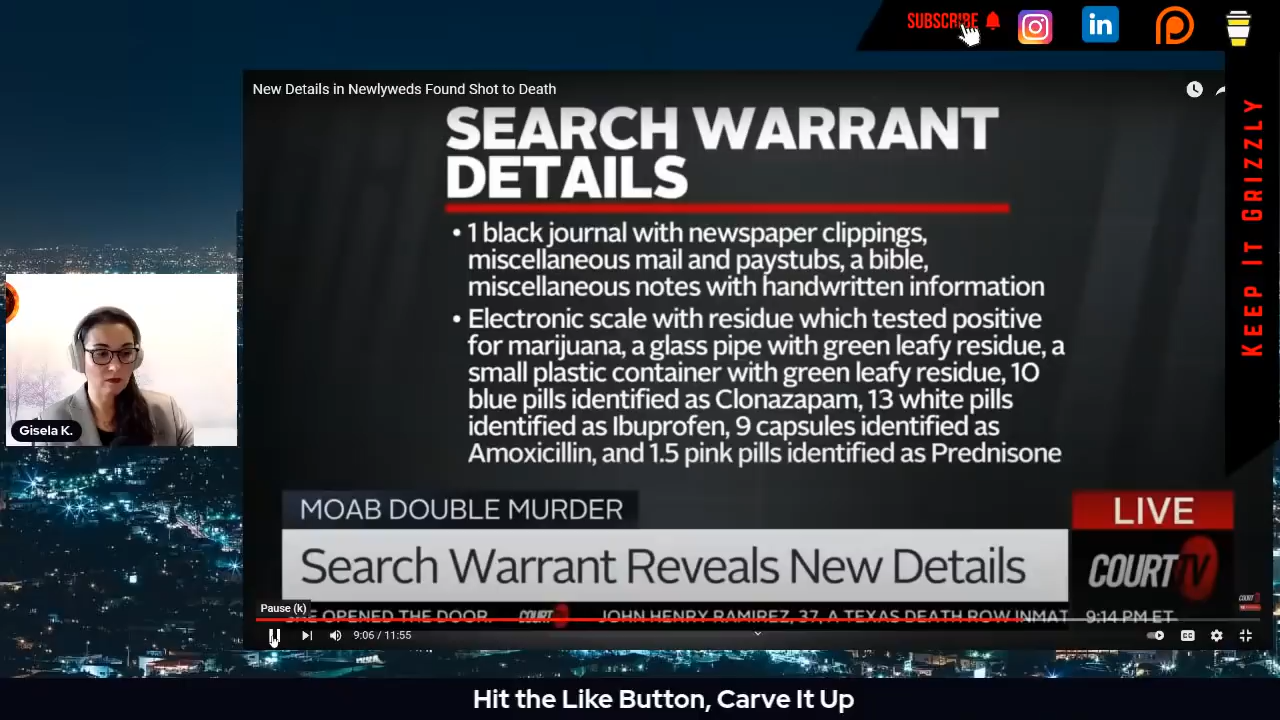 SUBSCRIBE
in
New Details in Newlyweds Found Shot to Death
SEARCH WARRANT
DETAILS
• 1 black journal with newspaper clippings,
miscellaneous mail and paystubs, a bible,
miscellaneous notes with handwritten information
• Electronic scale with residue which tested positive
for marijuana, a glass pipe with green leafy residue, a
small plastic container with green leafy residue, 10
blue pills identified as Clonazapam, 13 white pills
identified as Ibuprofen, 9 capsules identified as
Amoxicillin, and 1.5 pink pills identified as Prednisone
KEEP IT GRIZZLY
Gisela K.
MOAB DOUBLE MURDER
LIVE
Search Warrant Reveals New Details
COURT TV
Pause (k)
OPENED THE DOOR. COURT JOHN HENRY RAMIREZ, 37, A TEXAS DEATH ROW INMAT 9:14 PM ET
9:06 / 11:55
CC
Hit the Like Button, Carve It Up